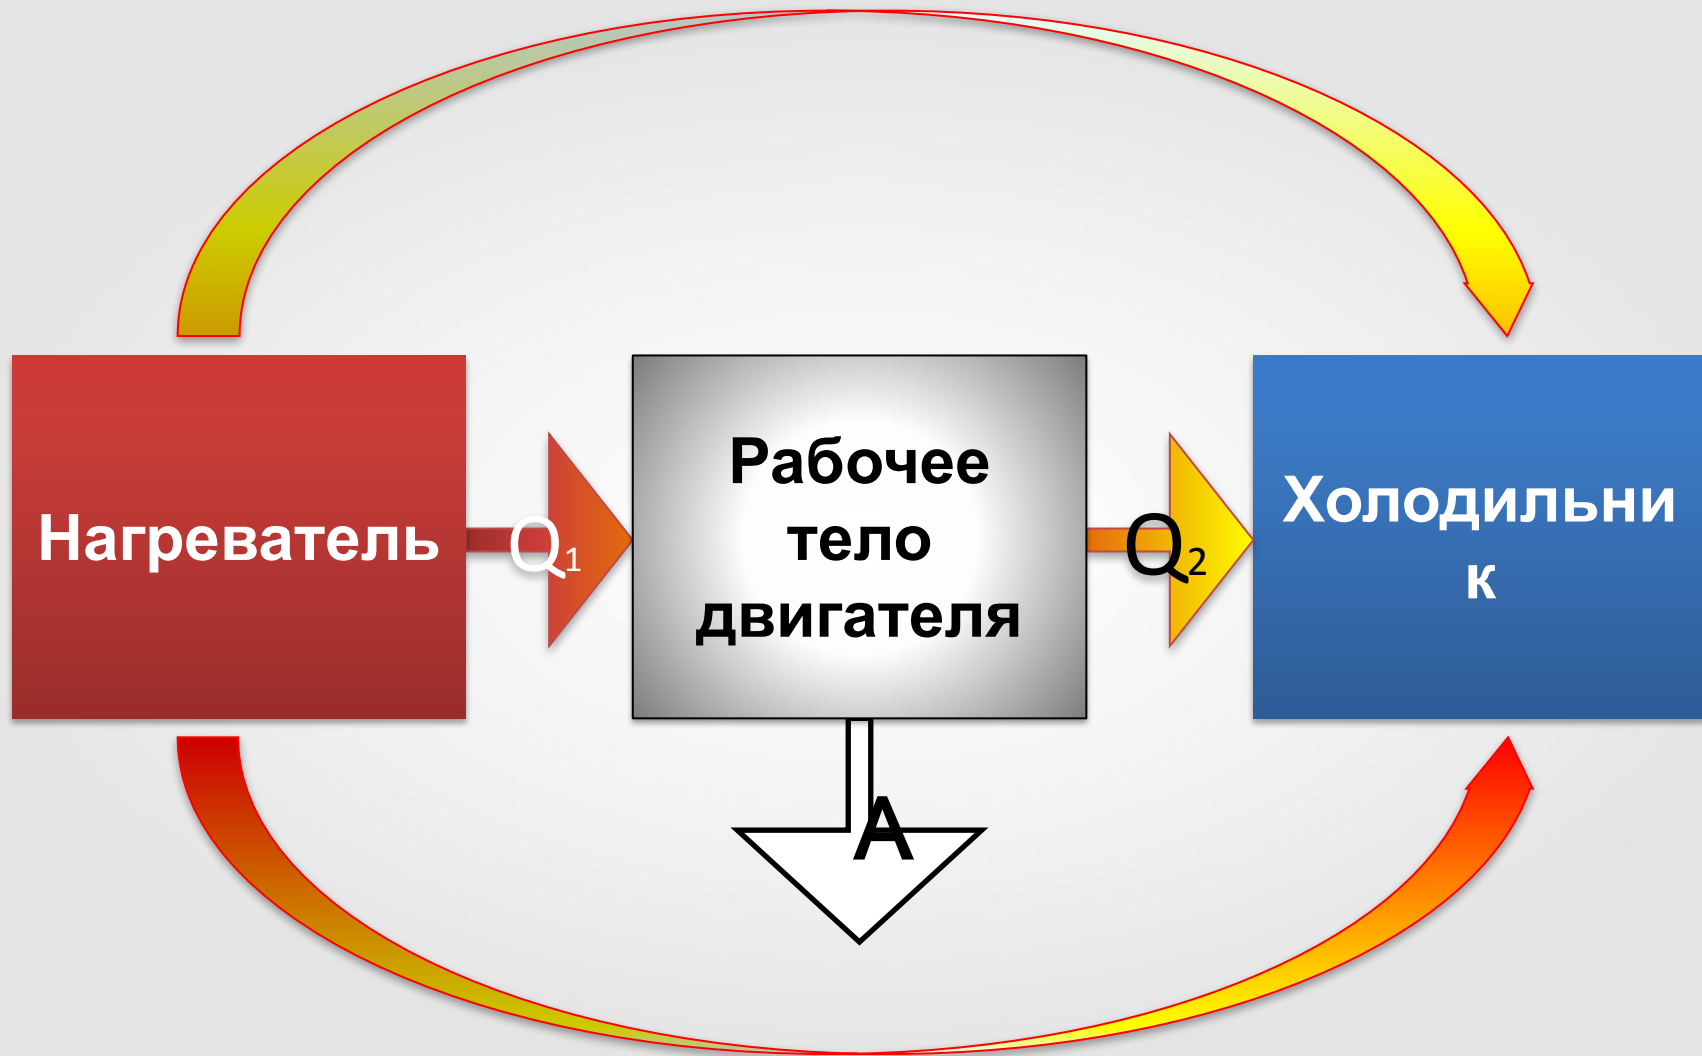 Нагреватель
Q₁
Рабочее
тело
двигателя
Q₂
Холодильни
к
А